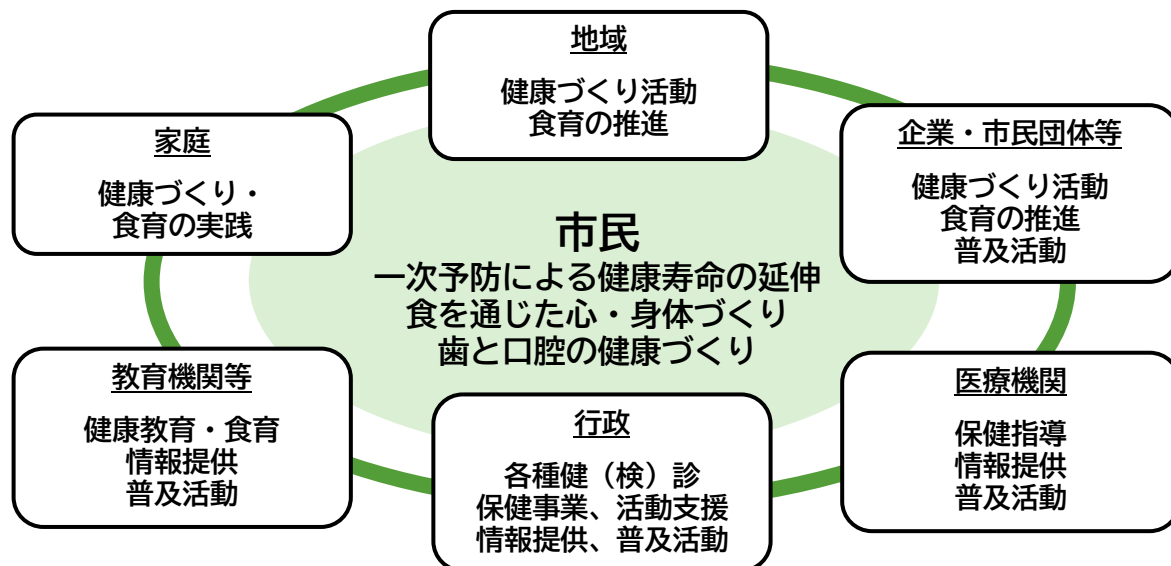 地域
健康づくり活動
食育の推進
家庭
健康づくり・
食育の実践
企業・市民団体等
健康づくり活動
食育の推進
普及活動
市民
一次予防による健康寿命の延伸
食を通じた心・身体づくり
歯と口腔の健康づくり
教育機関等
健康教育・食育
情報提供
普及活動
行政
各種健（検）診
保健事業、活動支援
情報提供、普及活動
医療機関
保健指導
情報提供
普及活動